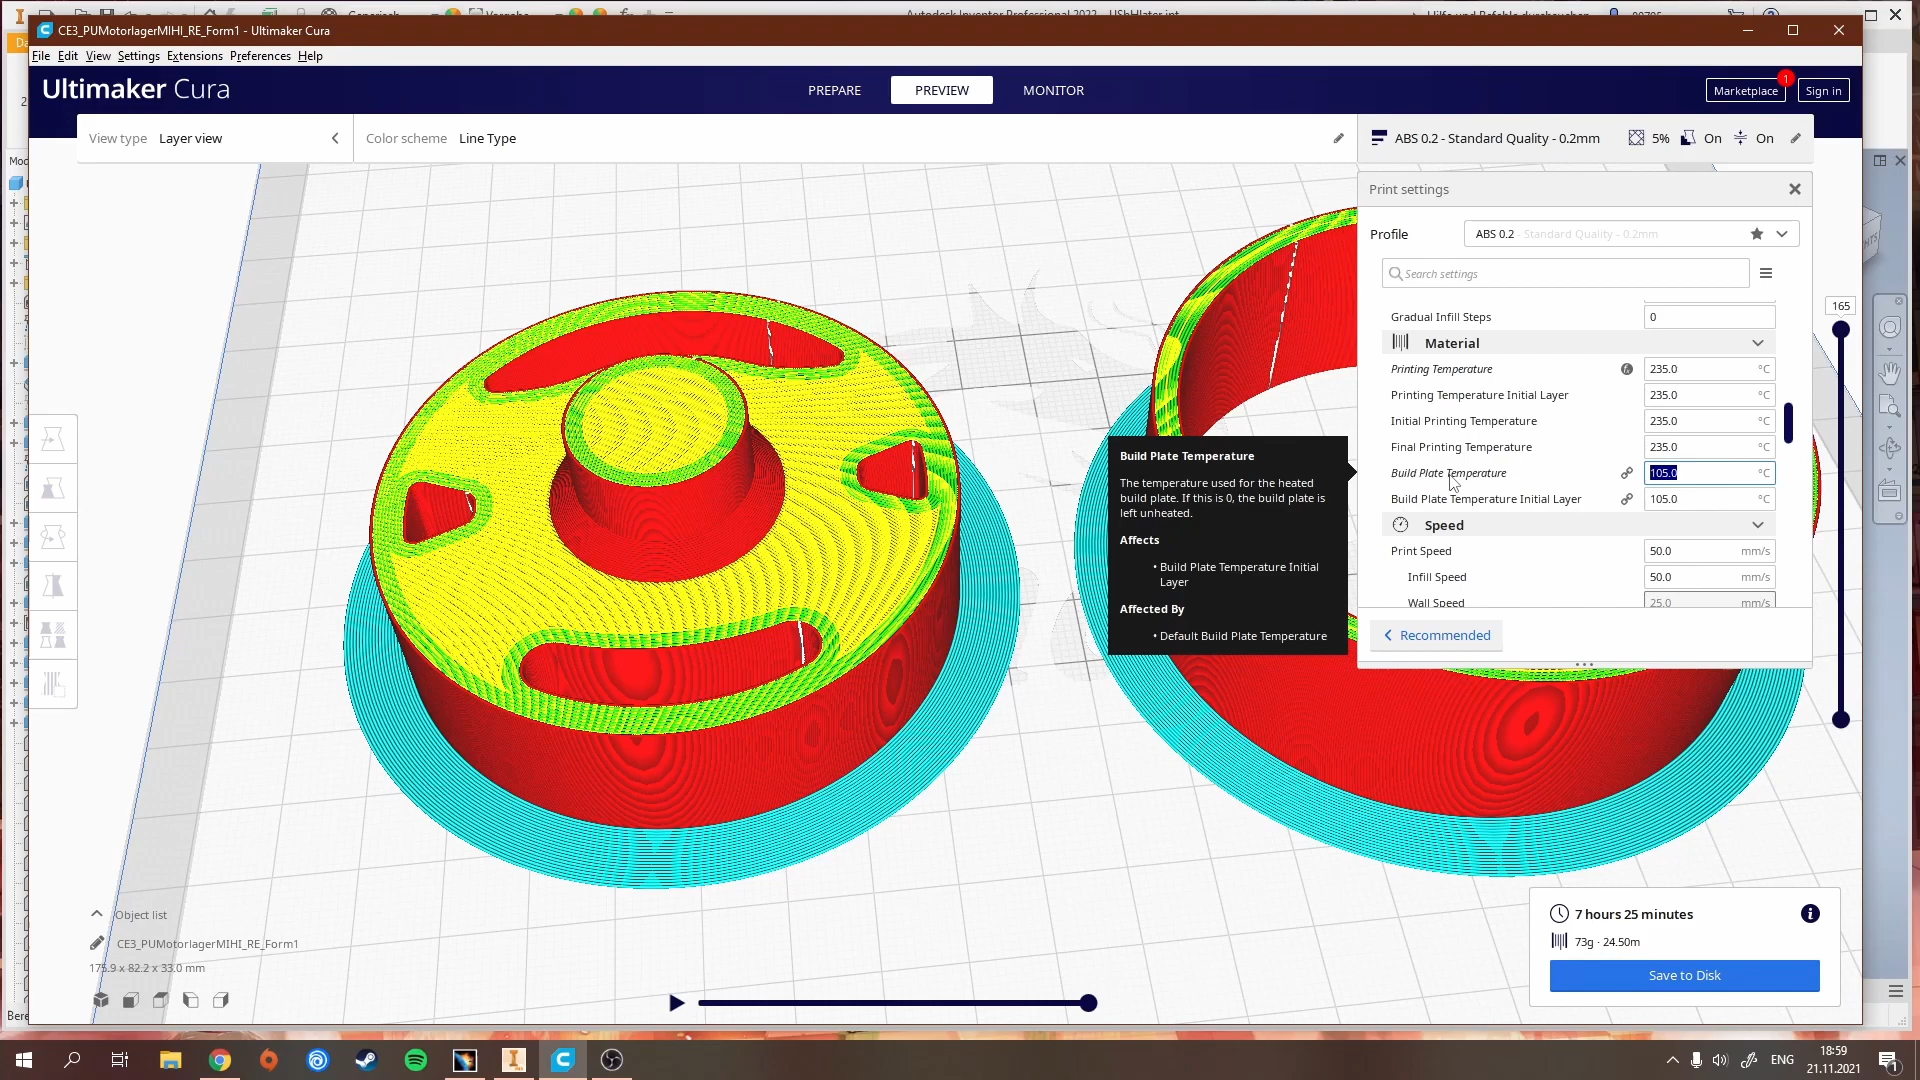 Autodesk Inventor Professional 2022
CE3_PUMotorlagerMIHI_RE_Form1 - Ultimaker Cura
File Edit View Settings Extensions Preferences Help
Ultimaker Cura
PREPARE
PREVIEW
MONITOR
Marketplace
1
Sign in
View type Layer view
Color scheme Line Type
ABS 0.2 - Standard Quality - 0.2mm
5%
On
On
Print settings
Profile
ABS 0.2 - Standard Quality - 0.2mm
Search settings
165
Gradual Infill Steps 0
Material
Printing Temperature 235.0 °C
Printing Temperature Initial Layer 235.0 °C
Initial Printing Temperature 235.0 °C
Final Printing Temperature 235.0 °C
Build Plate Temperature 105.0 °C
Build Plate Temperature Initial Layer 105.0 °C
Speed
Print Speed 50.0 mm/s
Infill Speed 50.0 mm/s
Wall Speed 25.0 mm/s
Recommended
Build Plate Temperature
The temperature used for the heated
build plate. If this is 0, the build plate is
left unheated.
Affects
• Build Plate Temperature Initial
Layer
Affected By
• Default Build Plate Temperature
Object list
CE3_PUMotorlagerMIHI_RE_Form1
175.9 x 82.2 x 33.0 mm
7 hours 25 minutes
73g · 24.50m
Save to Disk
ENG
18:59
21.11.2021
1